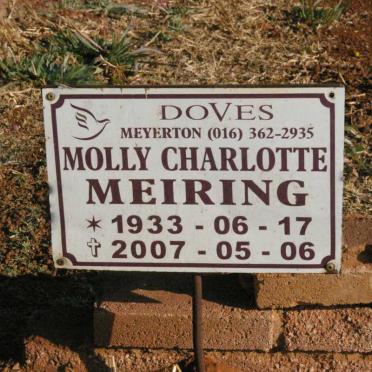 DOVES
MEYERTON (016) 362-2935
MOLLY CHARLOTTE
MEIRING
* 1933 - 06 - 17
✝ 2007 - 05 - 06